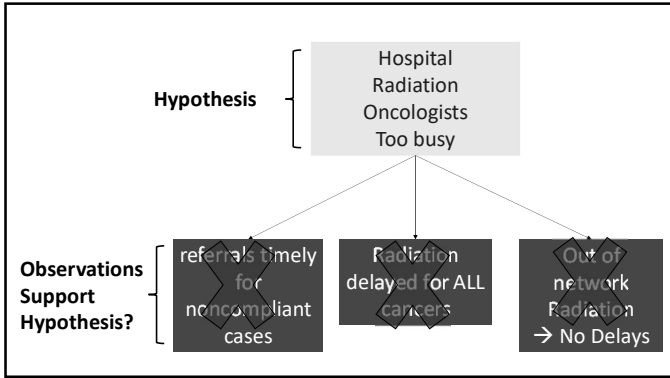 Hypothesis
Hospital
Radiation
Oncologists
Too busy
Observations
Support
Hypothesis?
referrals timely
for
noncompliant
cases
Radiation
delayed for ALL
cancers
Out of
network
Radiation
→ No Delays